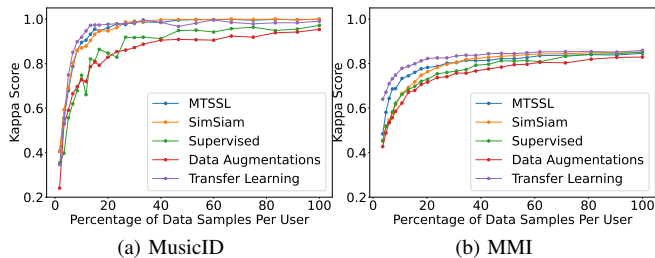 Kappa Score
1.0
0.8
0.6
0.4
0.2
MTSSL
SimSiam
Supervised
Data Augmentations
Transfer Learning
0 20 40 60 80 100
Percentage of Data Samples Per User
(a) MusicID
Kappa Score
1.0
0.8
0.6
0.4
0.2
MTSSL
SimSiam
Supervised
Data Augmentations
Transfer Learning
0 20 40 60 80 100
Percentage of Data Samples Per User
(b) MMI